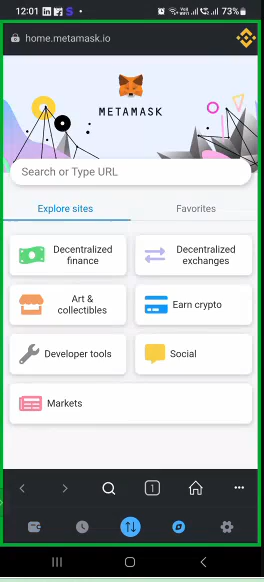 12:01
73%
home.metamask.io
METAMASK
Search or Type URL
Explore sites
Favorites
Decentralized
finance
Decentralized
exchanges
Art &
collectibles
Earn crypto
Developer tools
Social
Markets
1